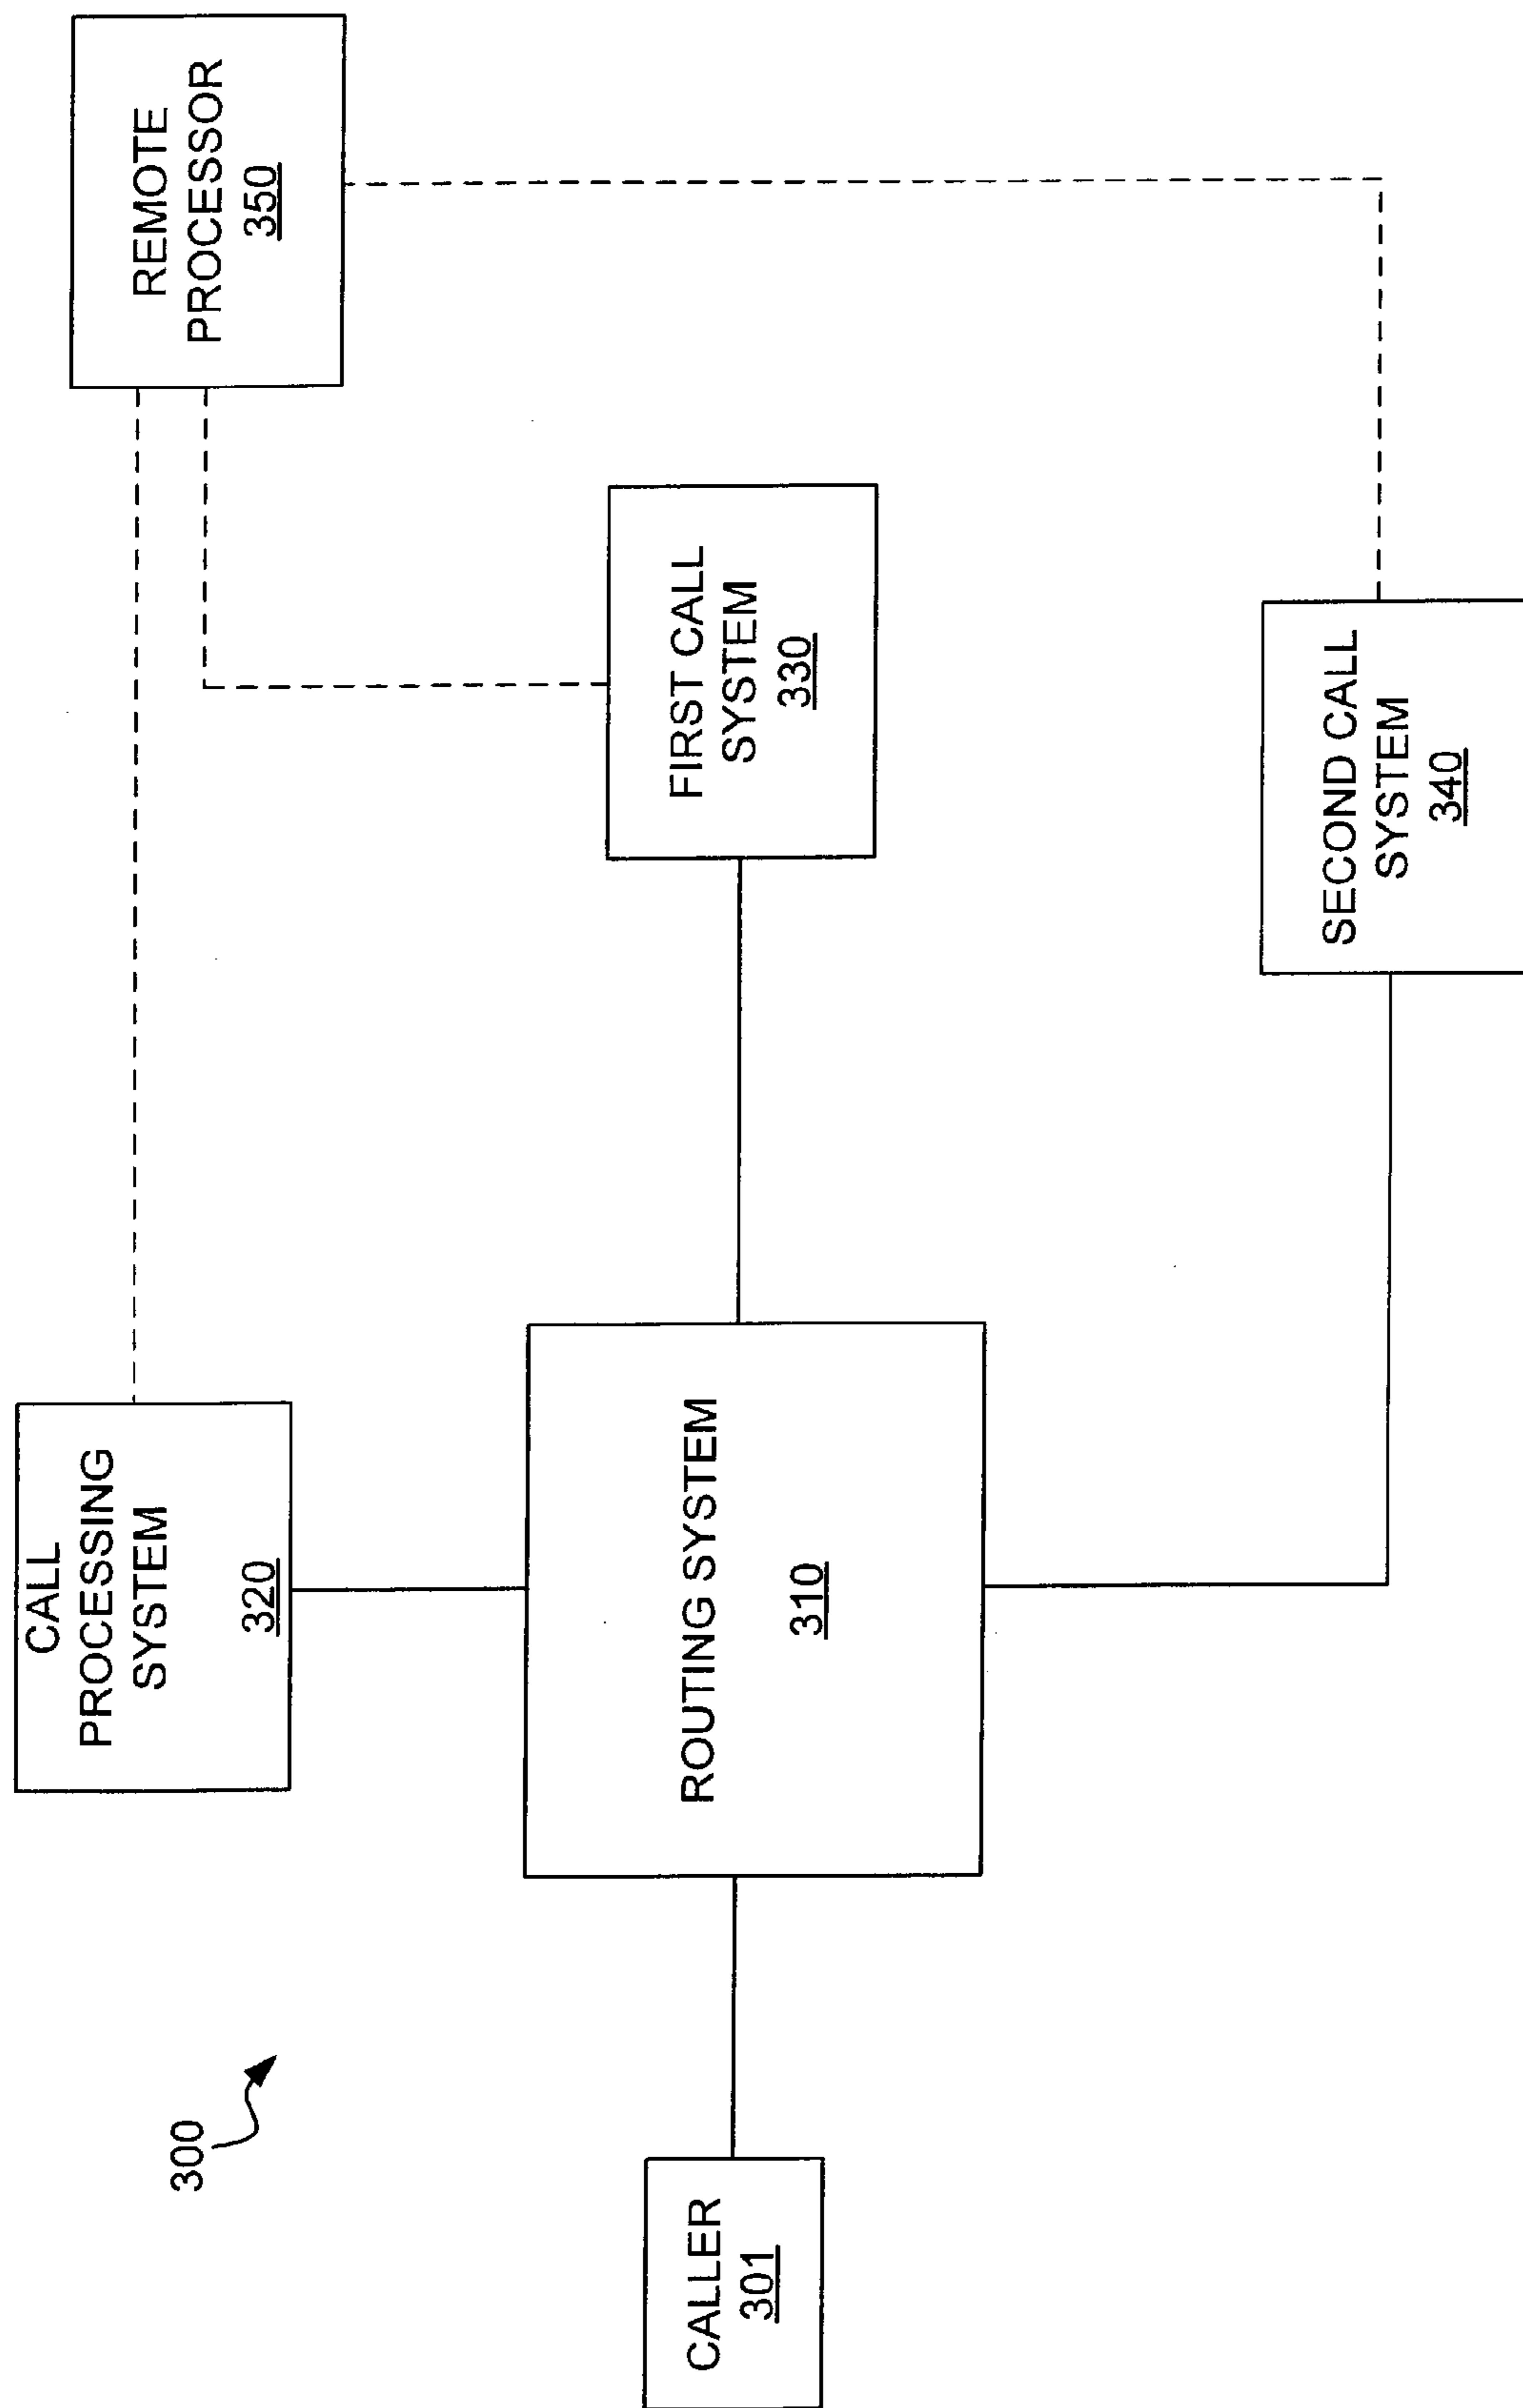 300
CALLER
301
CALL
PROCESSING
SYSTEM
320
ROUTING SYSTEM
310
REMOTE
PROCESSOR
350
FIRST CALL
SYSTEM
330
SECOND CALL
SYSTEM
340